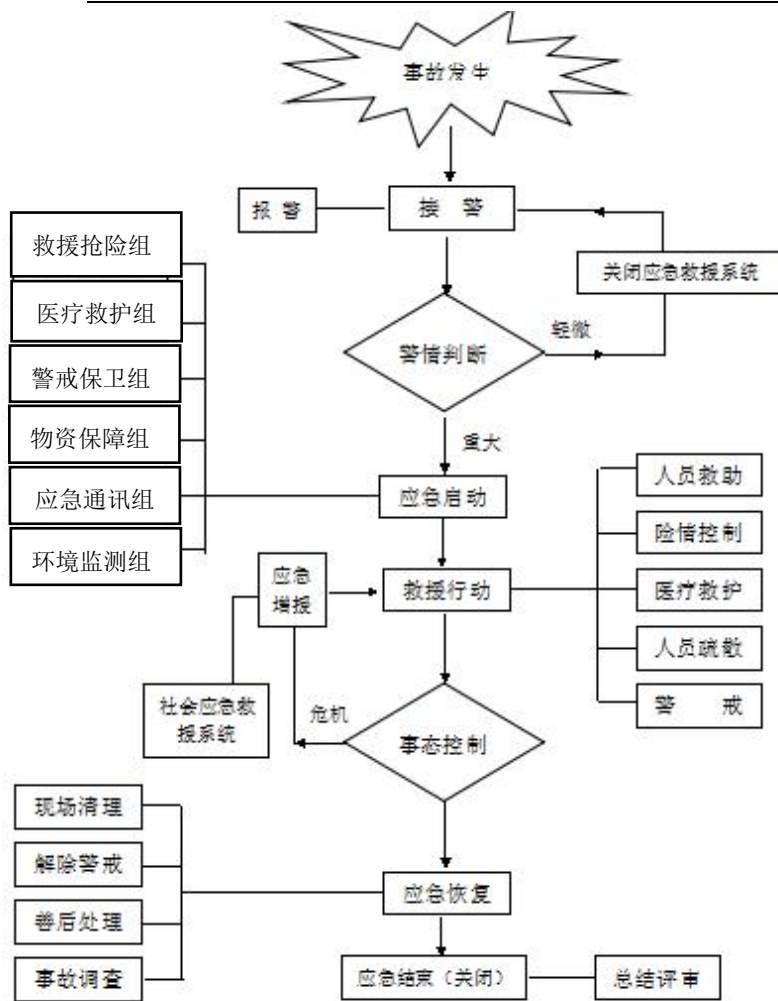 事故发生
报 警
接 警
关闭应急救援系统
救援抢险组
医疗救护组
警戒保卫组
物资保障组
应急通讯组
环境监测组
警情判断
轻微
重大
应急启动
人员救助
险情控制
医疗救护
人员疏散
警 戒
应急
增援
救援行动
社会应急救
援系统
危机
事态控制
现场清理
解除警戒
善后处理
事故调查
应急恢复
应急结束（关闭）
总结评审